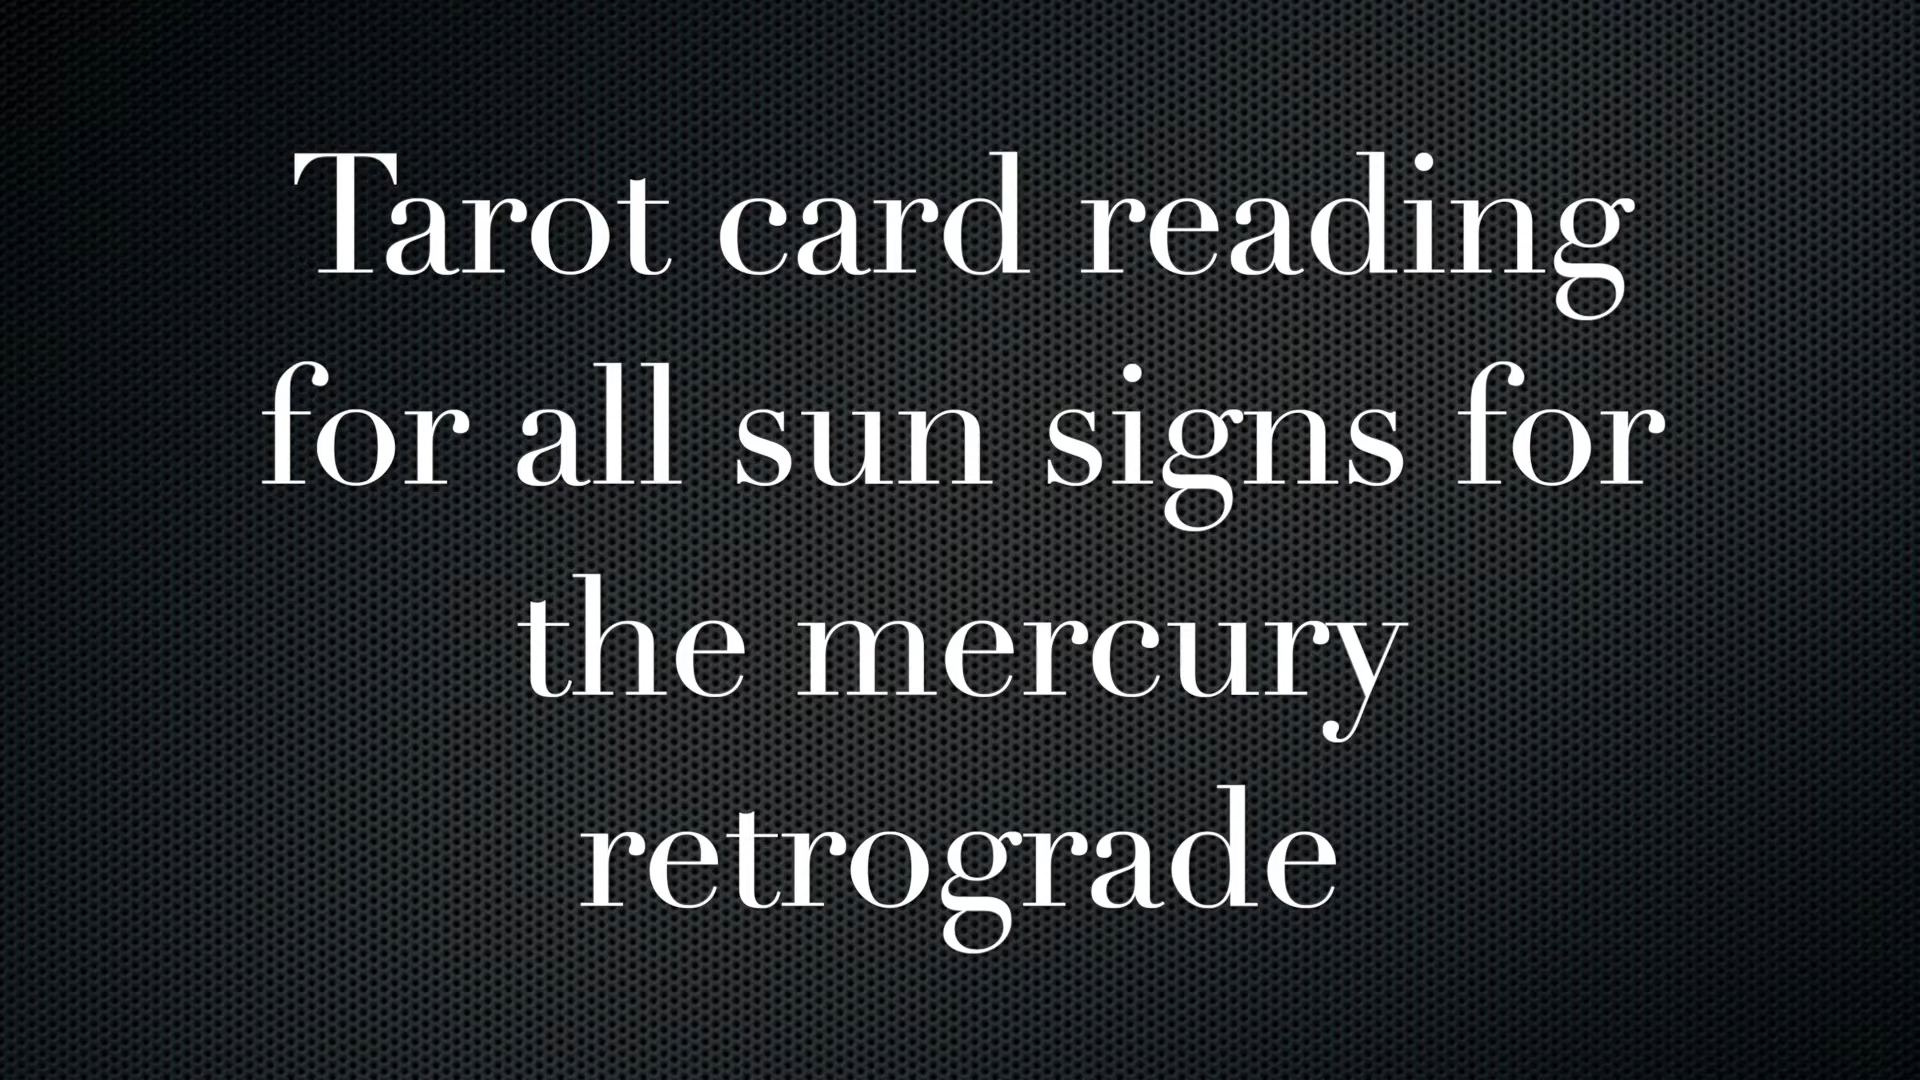 Tarot card reading
for all sun signs for
the mercury
retrograde